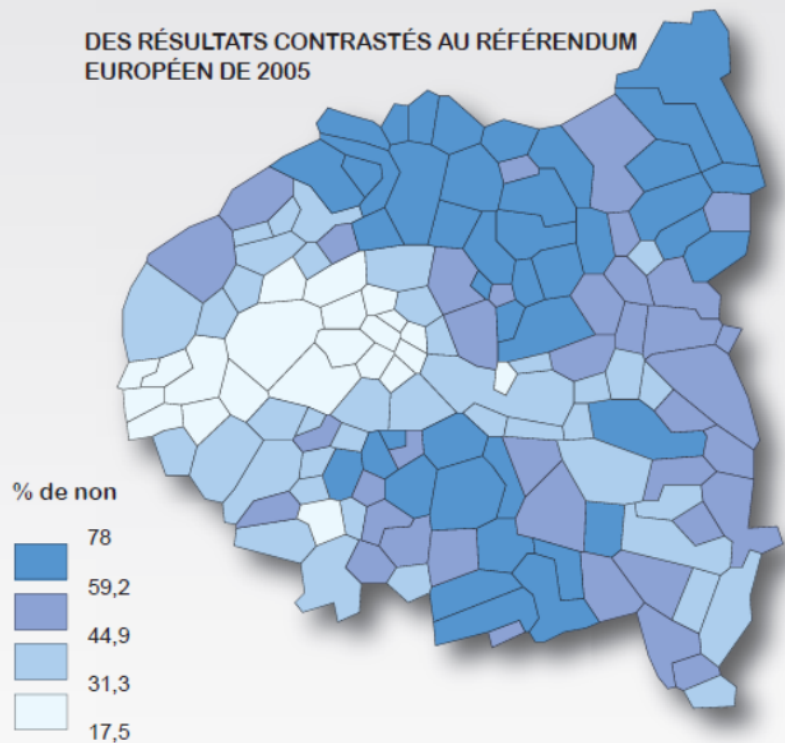 DES RÉSULTATS CONTRASTÉS AU RÉFÉRENDUM
EUROPÉEN DE 2005
% de non
78
59,2
44,9
31,3
17,5